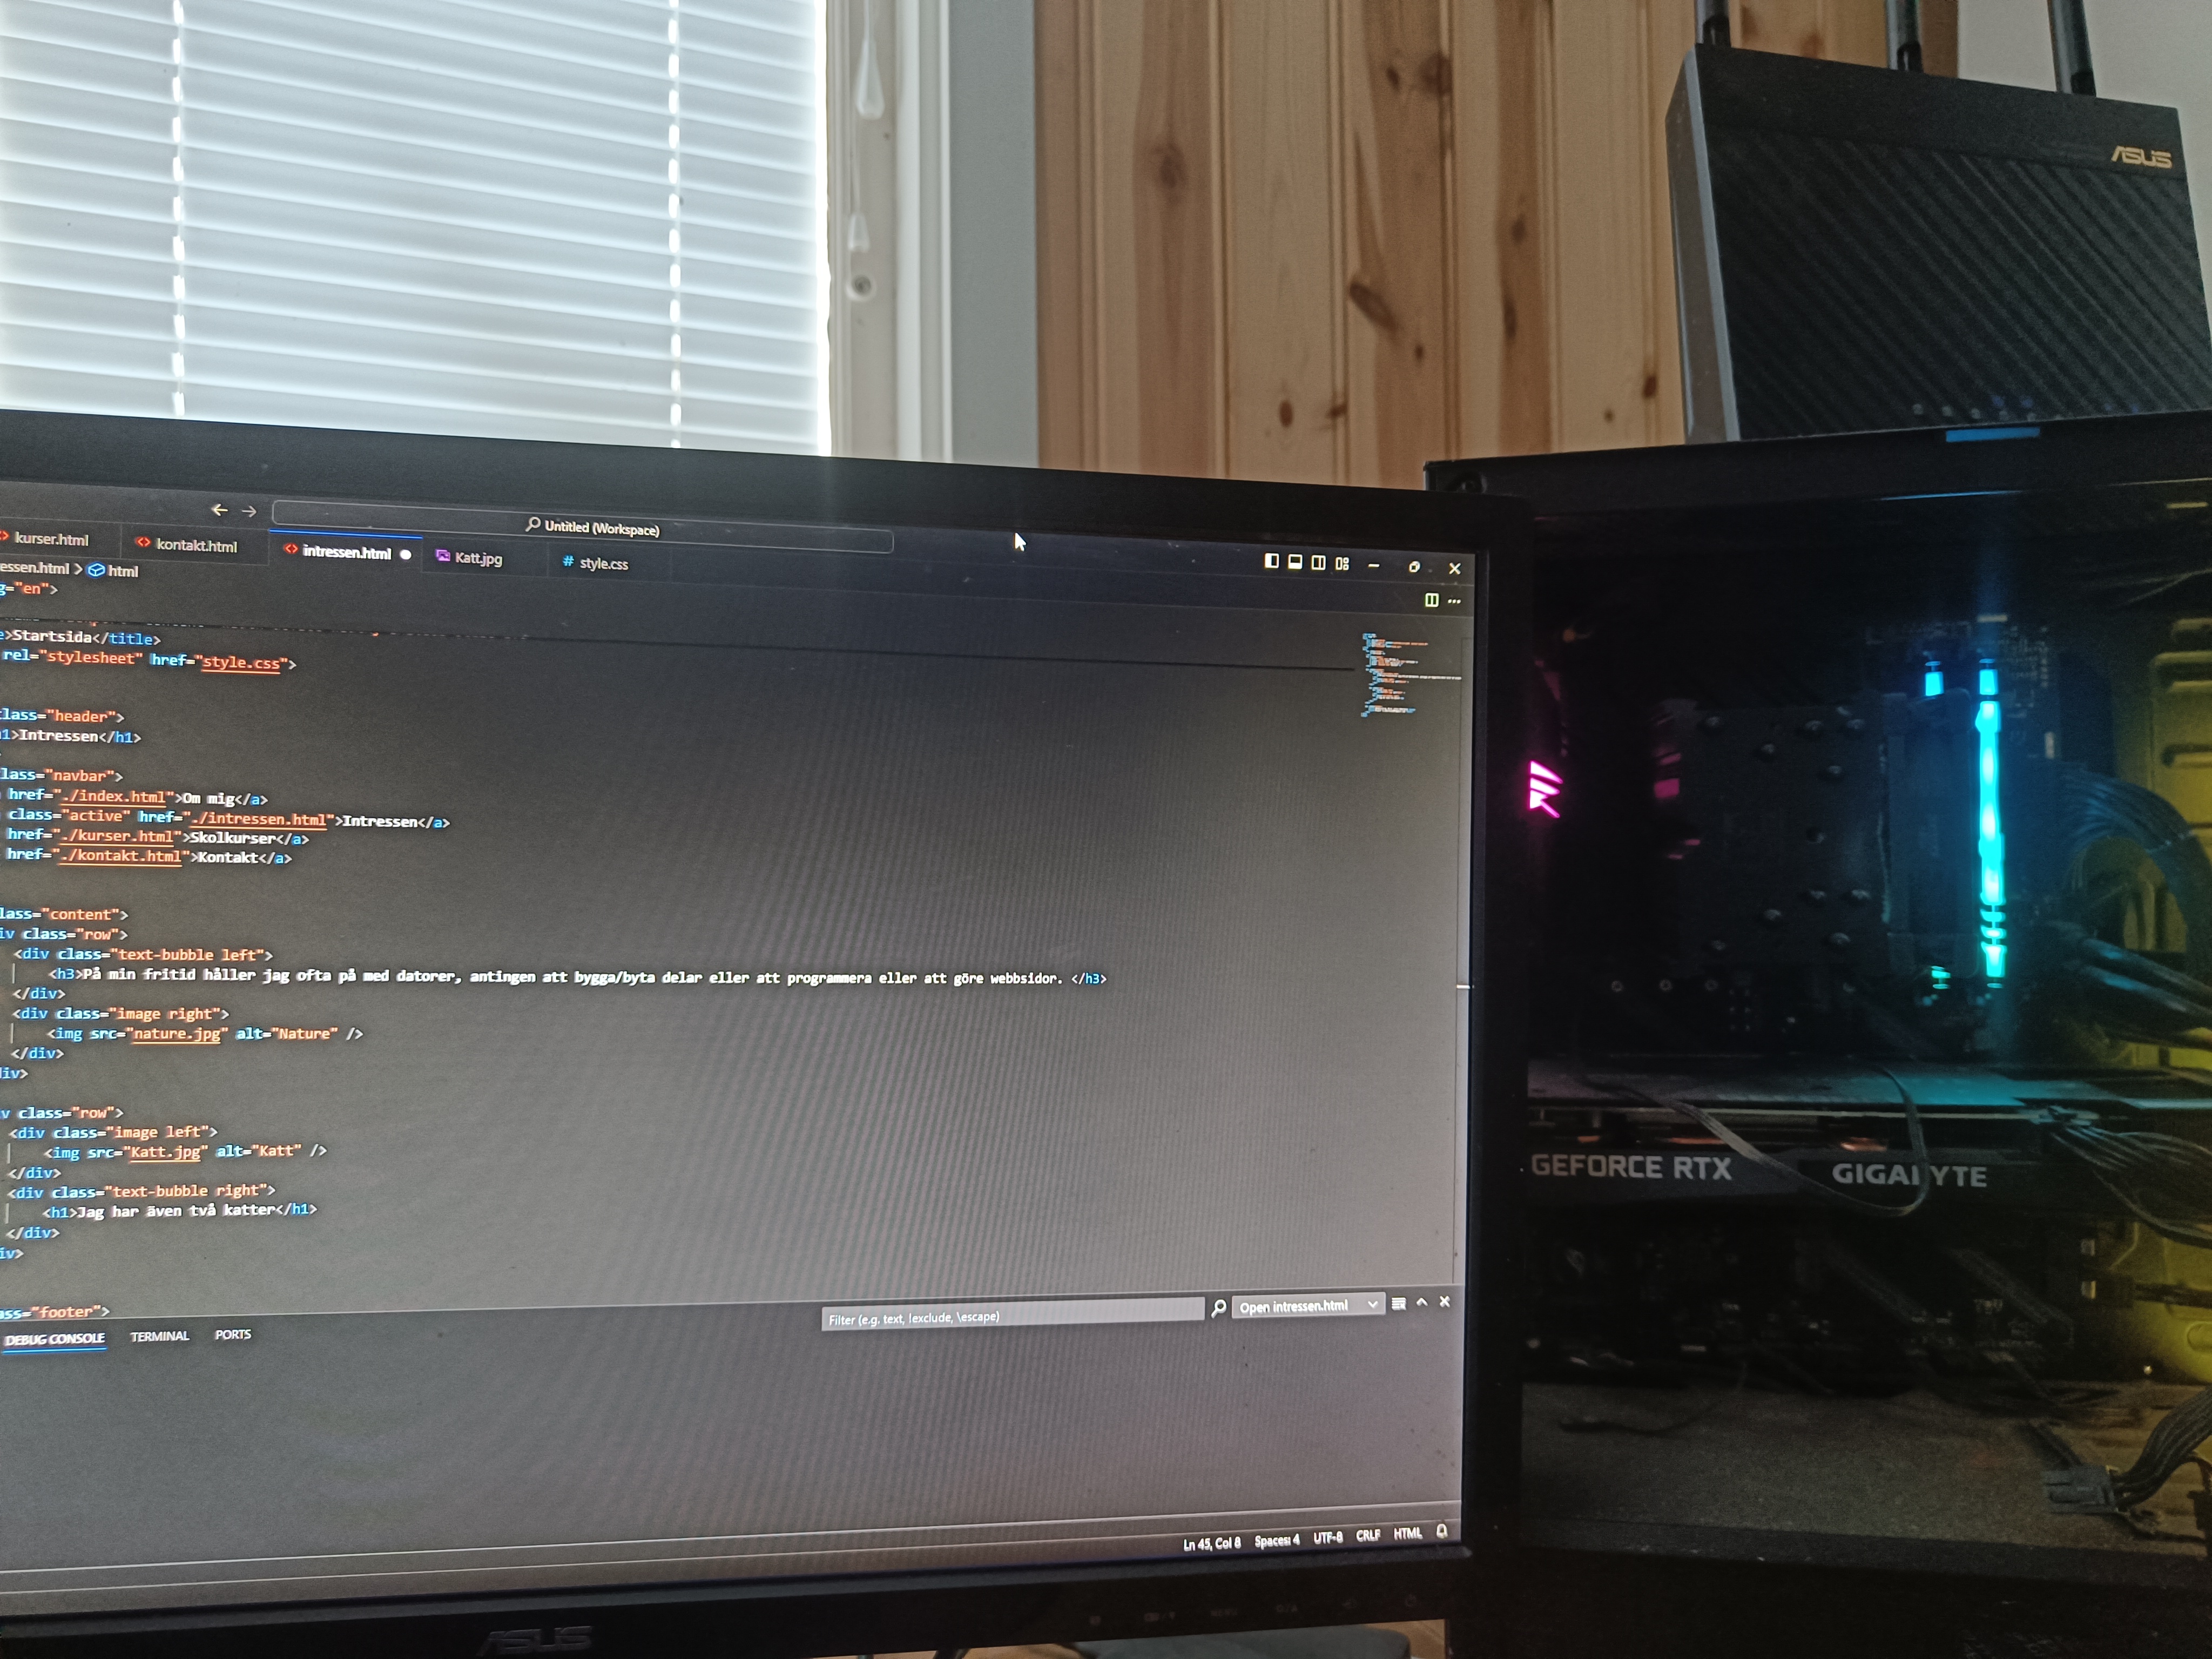 ASUS
Untitled (Workspace)
kurser.html
kontakt.html
intressen.html
Katt.jpg
# style.css
essen.html > html
g="en">
e>Startsida</title>
rel="stylesheet" href="style.css">
lass="header">
1>Intressen</h1>
lass="navbar">
href="./index.html">Om mig</a>
class="active" href="./intressen.html">Intressen</a>
href="./kurser.html">Skolkurser</a>
href="./kontakt.html">Kontakt</a>
lass="content">
iv class="row">
<div class="text-bubble left">
<h3>På min fritid håller jag ofta på med datorer, antingen att bygga/byta delar eller att programmera eller att göre webbsidor. </h3>
</div>
<div class="image right">
<img src="nature.jpg" alt="Nature" />
</div>
iv>
v class="row">
<div class="image left">
<img src="Katt.jpg" alt="Katt" />
</div>
<div class="text-bubble right">
<h1>Jag har även två katter</h1>
</div>
iv>
ass="footer">
DEBUG CONSOLE
TERMINAL
PORTS
Filter (e.g. text, !exclude, \escape)
Open intressen.html
Ln 45, Col 8
Spaces: 4
UTF-8
CRLF
HTML
ASUS
GEFORCE RTX
GIGABYTE